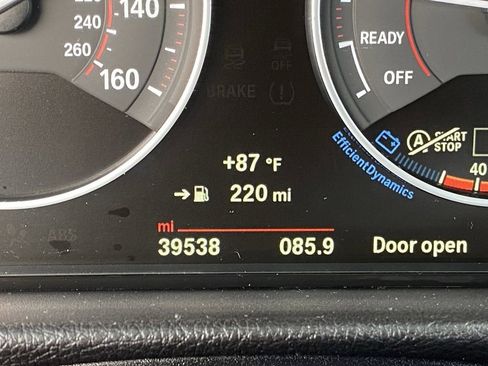 220
240
260
140
160
OFF
BRAKE
READY
OFF
A START
STOP
EfficientDynamics
40
+87 °F
→ 220 mi
mi
39538 085.9 Door open
ABS